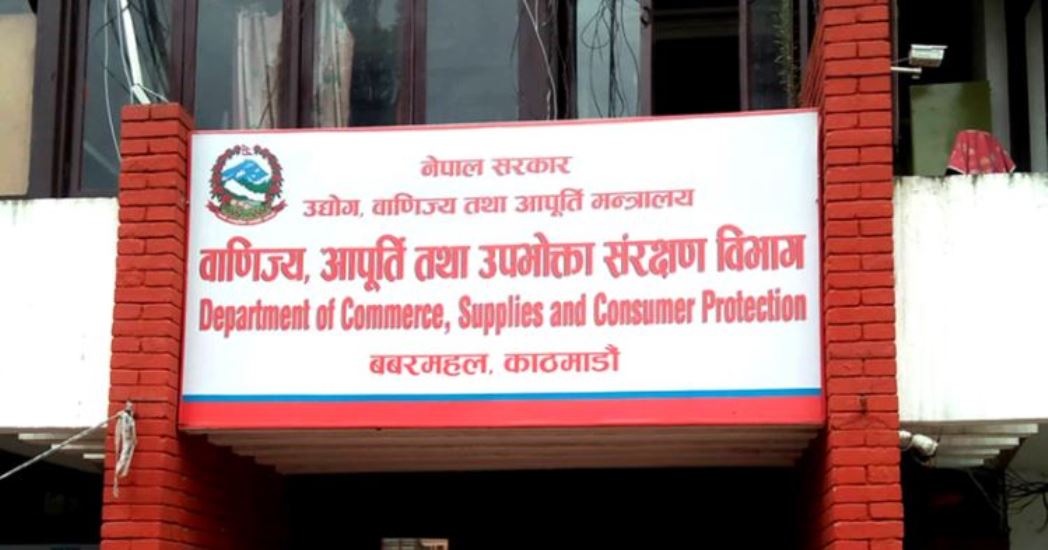 नेपाल सरकार
उद्योग, वाणिज्य तथा आपूर्ति मन्त्रालय
वाणिज्य, आपूर्ति तथा उपभोक्ता संरक्षण विभाग
Department of Commerce, Supplies and Consumer Protection
बबरमहल, काठमाडौं